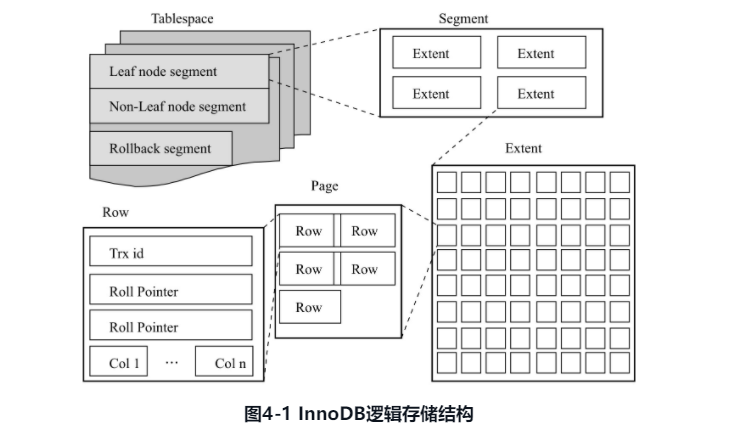 Tablespace
Leaf node segment
Non-Leaf node segment
Rollback segment
Segment
Extent
Extent
Extent
Extent
Extent
Page
Row
Row
Row
Row
Row
Row
Trx id
Roll Pointer
Roll Pointer
Col 1
...
Col n
图4-1 InnoDB逻辑存储结构